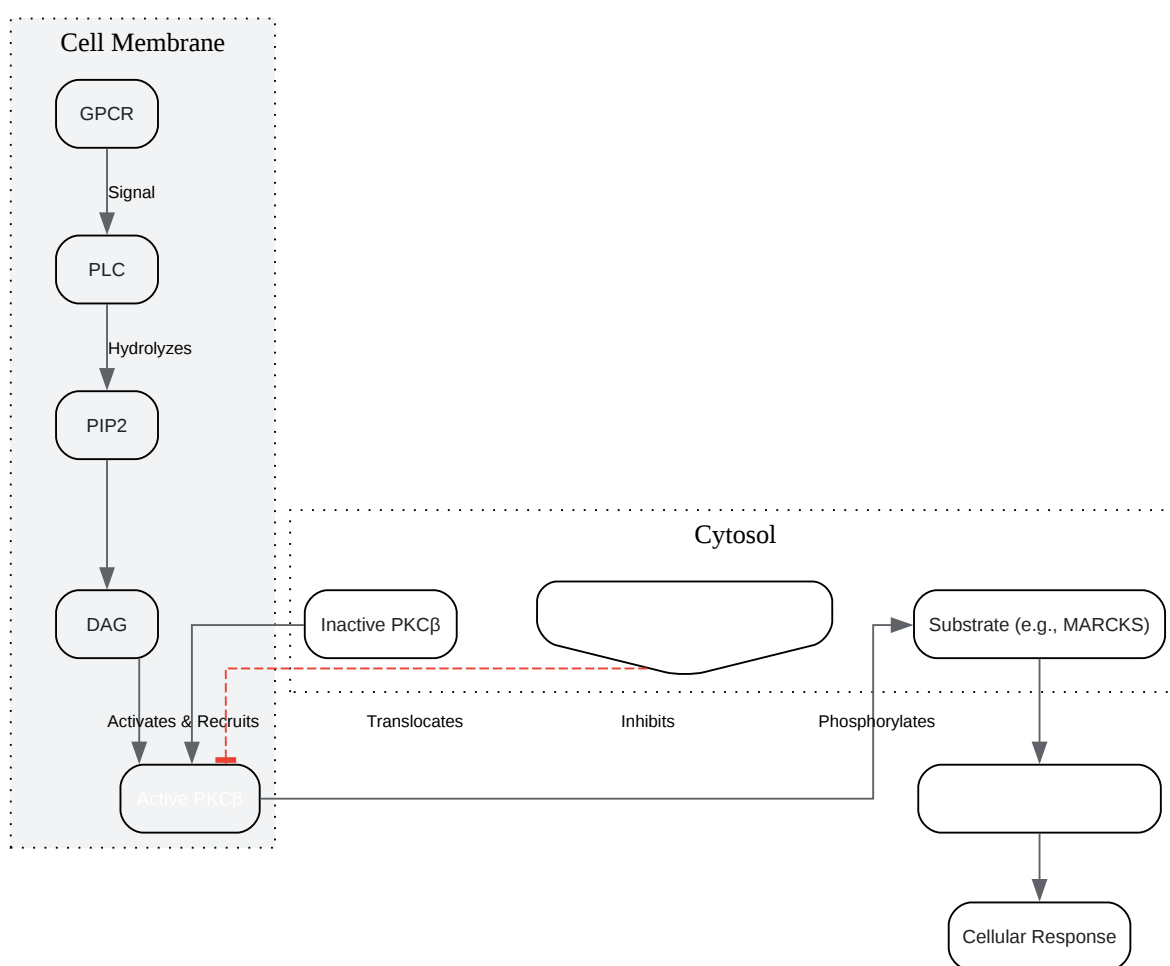 Cell Membrane
GPCR
Signal
PLC
Hydrolyzes
PIP2
Cytosol
DAG
Inactive PKCβ
Substrate (e.g., MARCKS)
Activates & Recruits
Translocates
Inhibits
Phosphorylates
Active PKCβ
Cellular Response